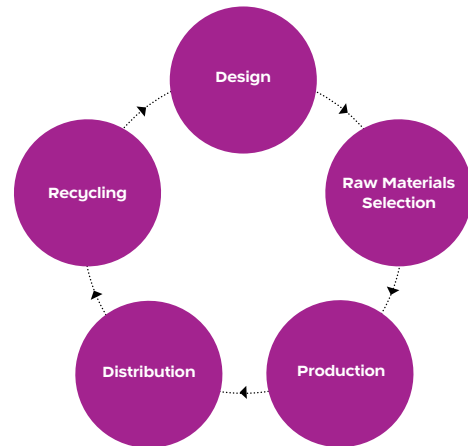 Design
Raw Materials
Selection
Production
Distribution
Recycling